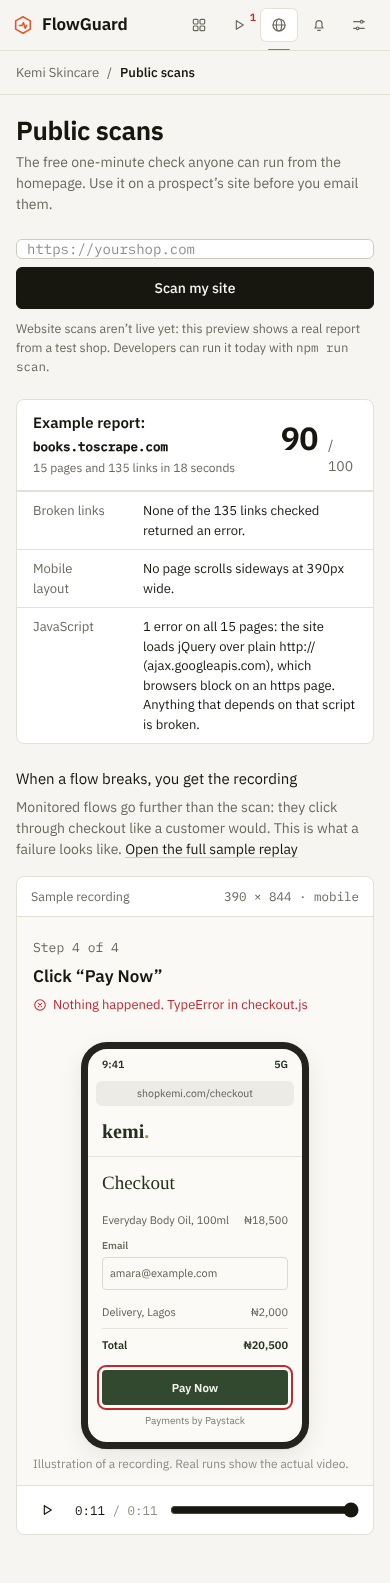 FlowGuard
1
Kemi Skincare / Public scans
Public scans
The free one-minute check anyone can run from the
homepage. Use it on a prospect’s site before you email
them.
https://yourshop.com
Scan my site
Website scans aren’t live yet: this preview shows a real report
from a test shop. Developers can run it today with npm run
scan.
Example report:
books.toscrape.com
15 pages and 135 links in 18 seconds
90 /
100
Broken links
None of the 135 links checked
returned an error.
Mobile
layout
No page scrolls sideways at 390px
wide.
JavaScript
1 error on all 15 pages: the site
loads jQuery over plain http://
(ajax.googleapis.com), which
browsers block on an https page.
Anything that depends on that script
is broken.
When a flow breaks, you get the recording
Monitored flows go further than the scan: they click
through checkout like a customer would. This is what a
failure looks like. Open the full sample replay
Sample recording 390 × 844 · mobile
Step 4 of 4
Click “Pay Now”
Nothing happened. TypeError in checkout.js
9:41 5G
shopkemi.com/checkout
kemi.
Checkout
Everyday Body Oil, 100ml ₦18,500
Email
amara@example.com
Delivery, Lagos ₦2,000
Total ₦20,500
Pay Now
Payments by Paystack
Illustration of a recording. Real runs show the actual video.
0:11 / 0:11